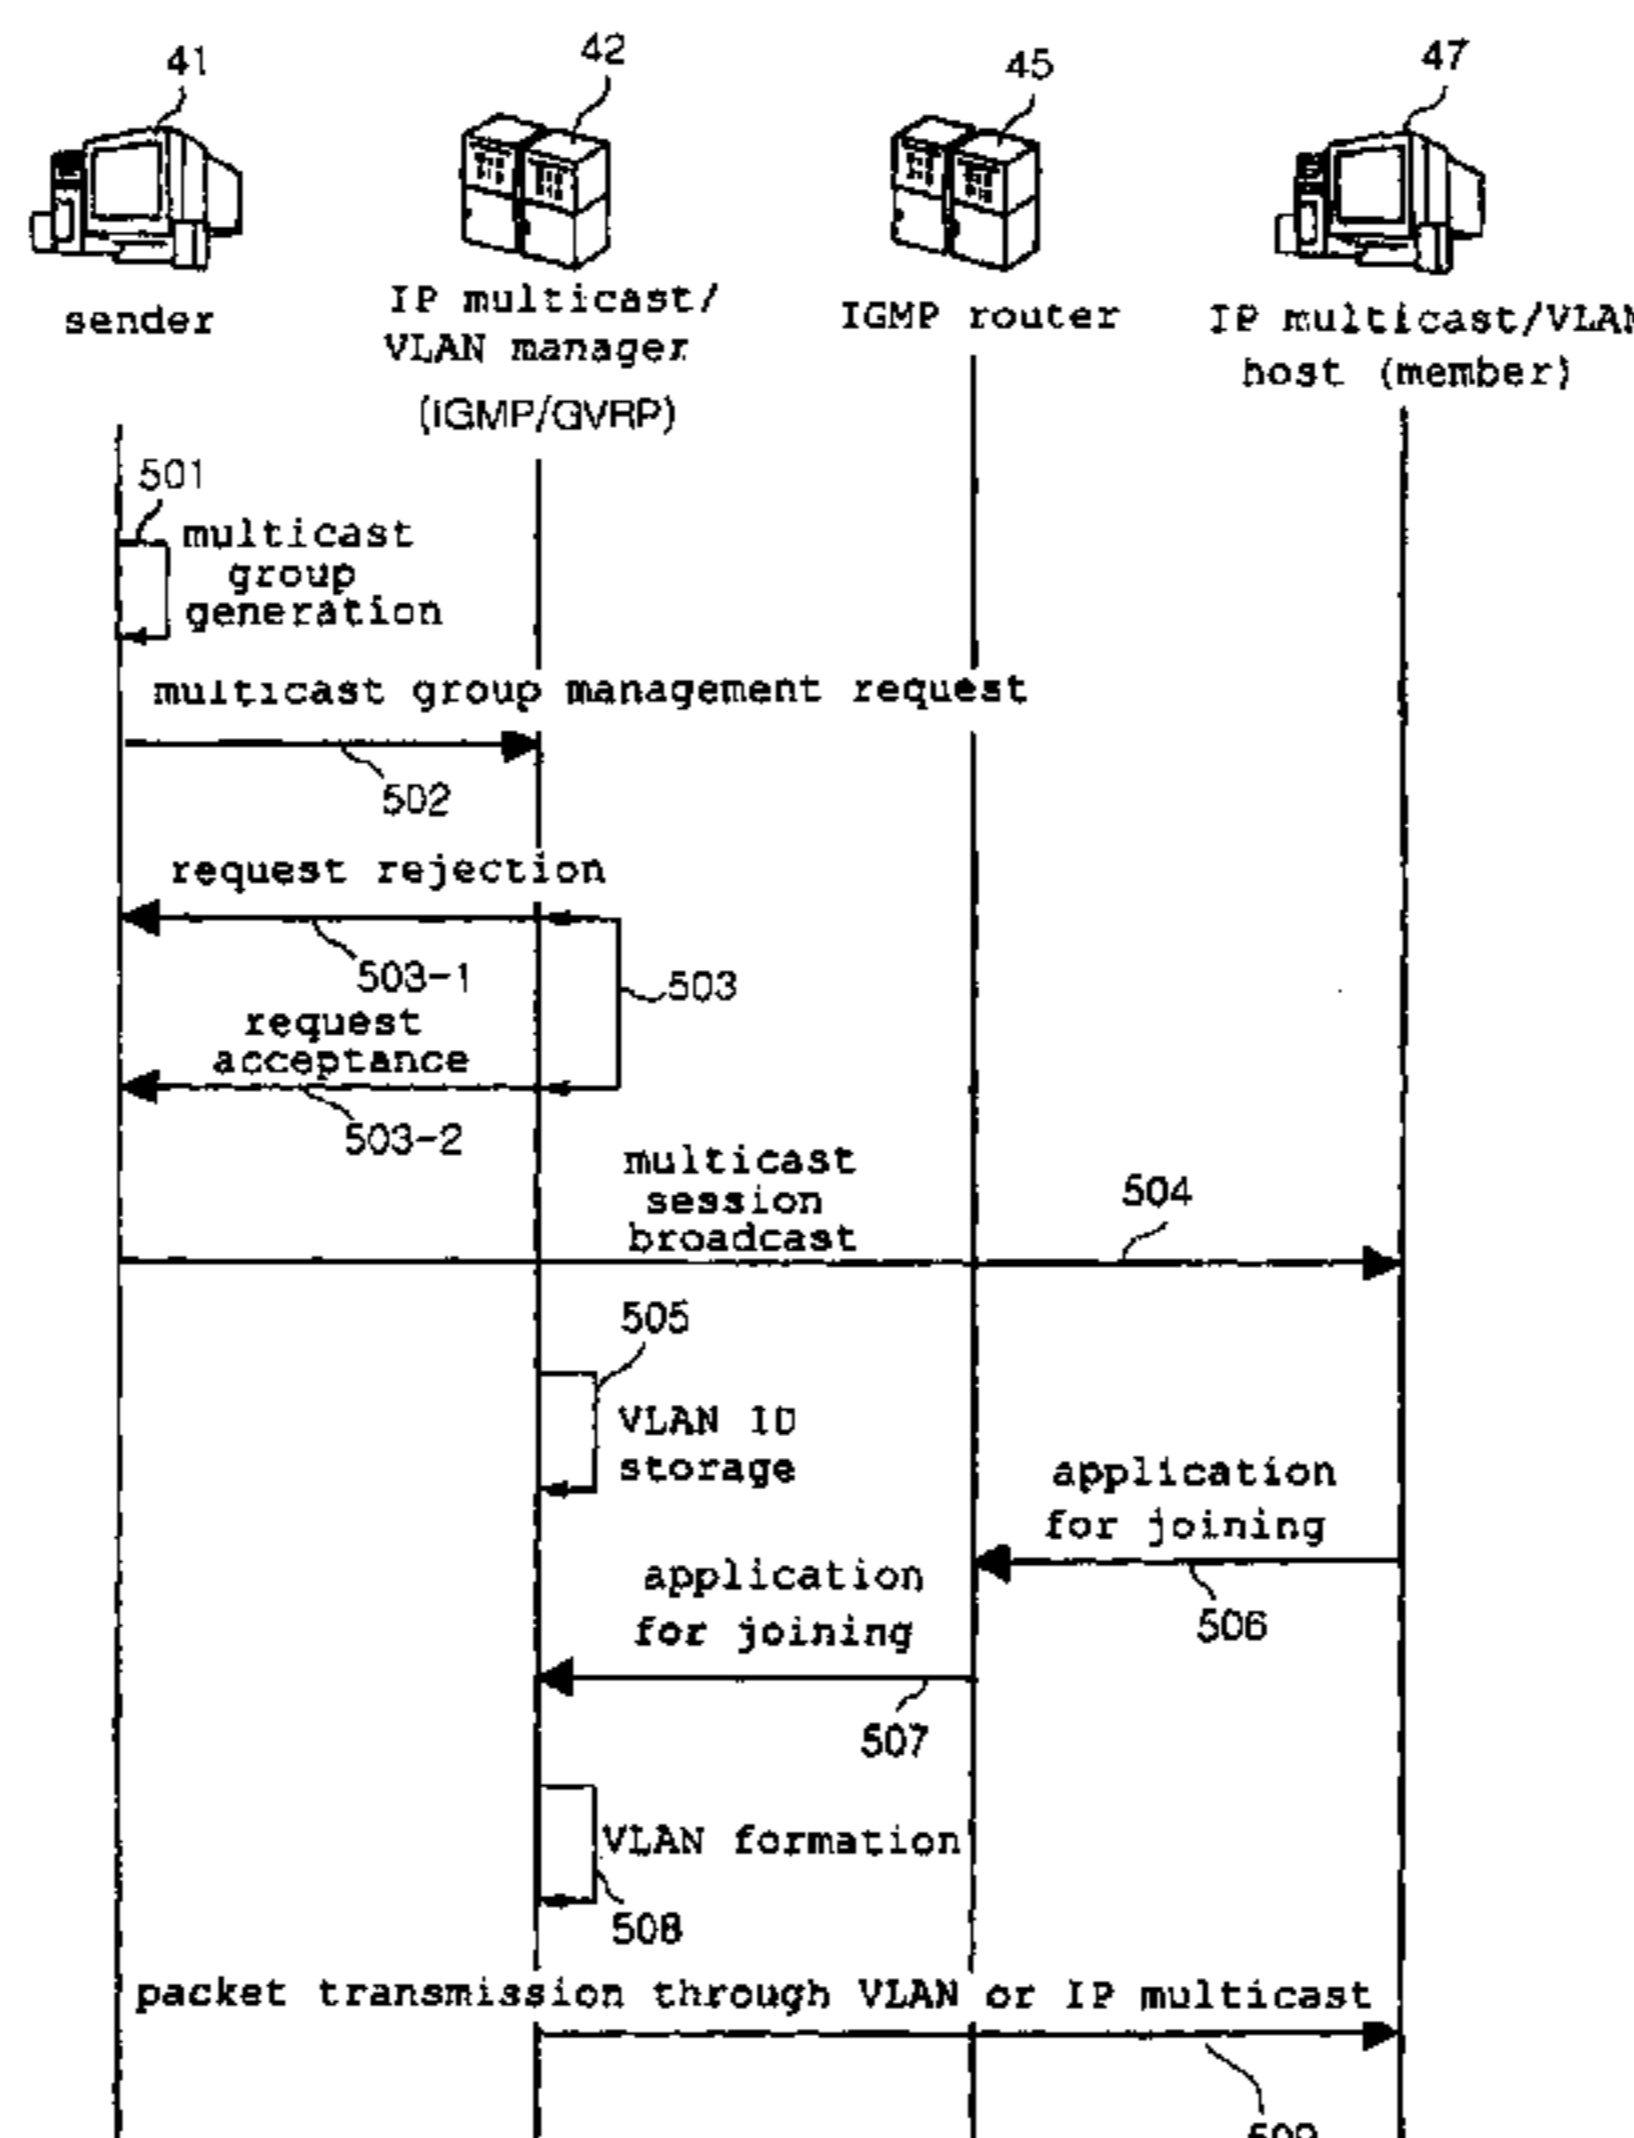 41
42
45
47
sender
IP multicast/
VLAN manager
(IGMP/GVRP)
IGMP router
IP multicast/VLAN
host (member)
501
multicast
group
generation
multicast group management request
502
request rejection
503-1
503
request
acceptance
503-2
multicast
session
broadcast
504
505
VLAN ID
storage
application
for joining
506
application
for joining
507
VLAN formation
508
packet transmission through VLAN or IP multicast
509